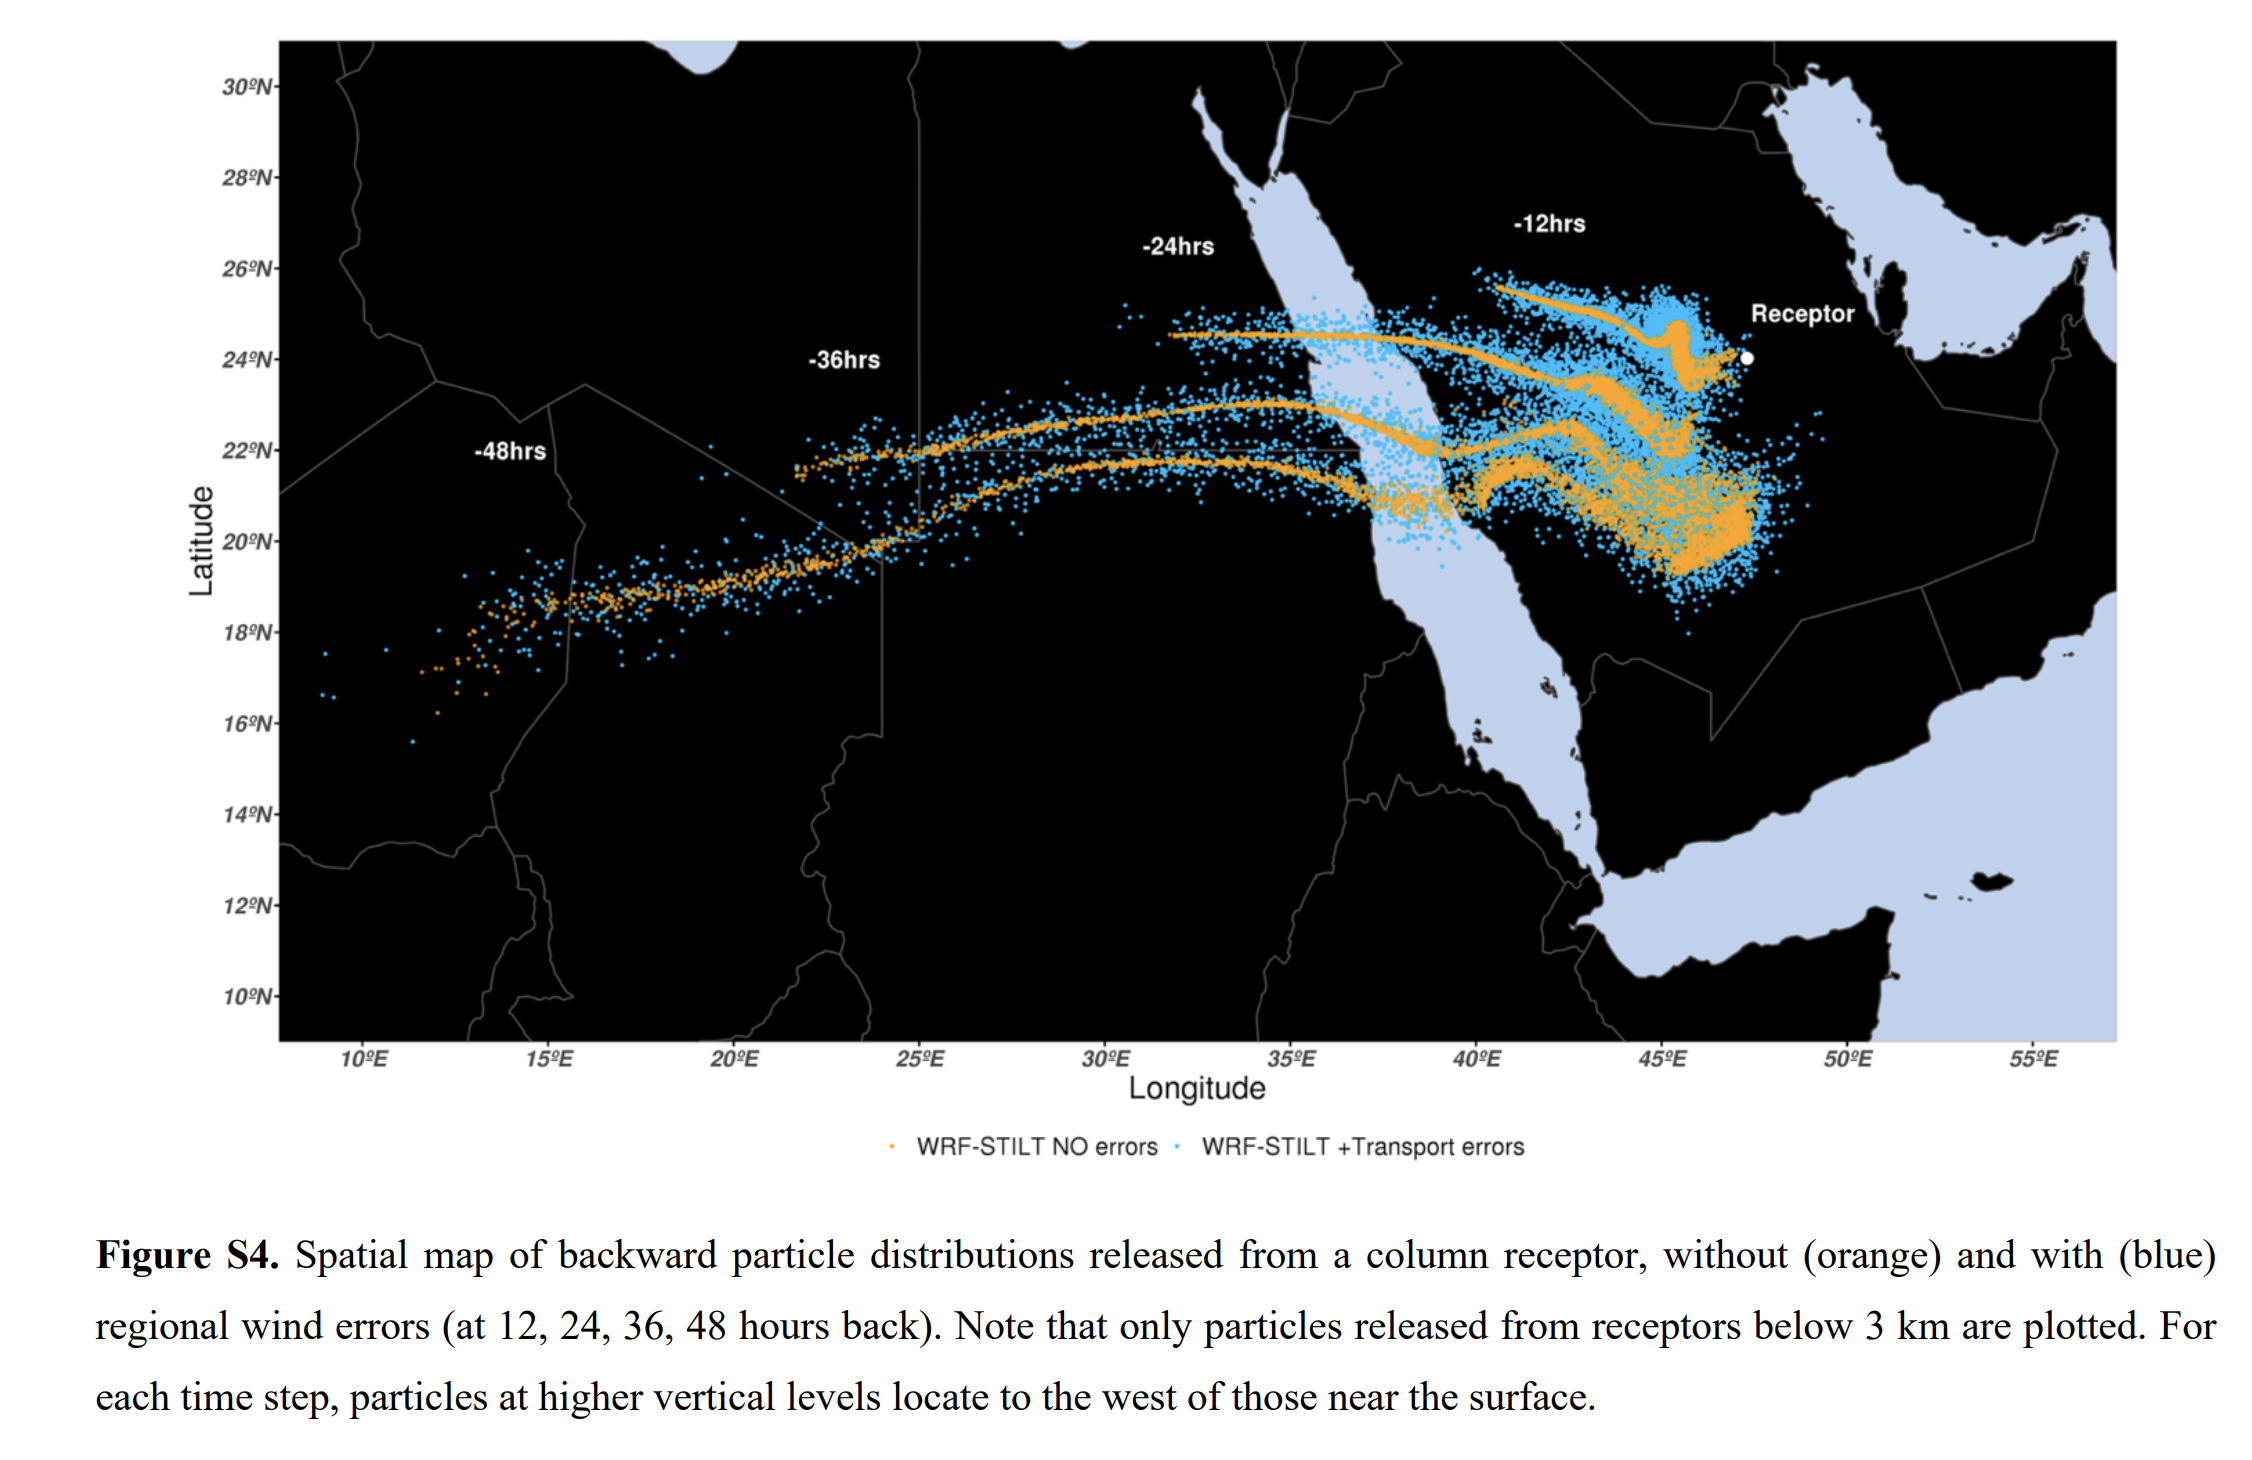 30ºN
28ºN
26ºN
24ºN
22ºN
20ºN
18ºN
16ºN
14ºN
12ºN
10ºN
Latitude
-12hrs
-24hrs
Receptor
-36hrs
-48hrs
10ºE 15ºE 20ºE 25ºE 30ºE 35ºE 40ºE 45ºE 50ºE 55ºE
Longitude
WRF-STILT NO errors WRF-STILT +Transport errors
Figure S4. Spatial map of backward particle distributions released from a column receptor, without (orange) and with (blue)
regional wind errors (at 12, 24, 36, 48 hours back). Note that only particles released from receptors below 3 km are plotted. For
each time step, particles at higher vertical levels locate to the west of those near the surface.